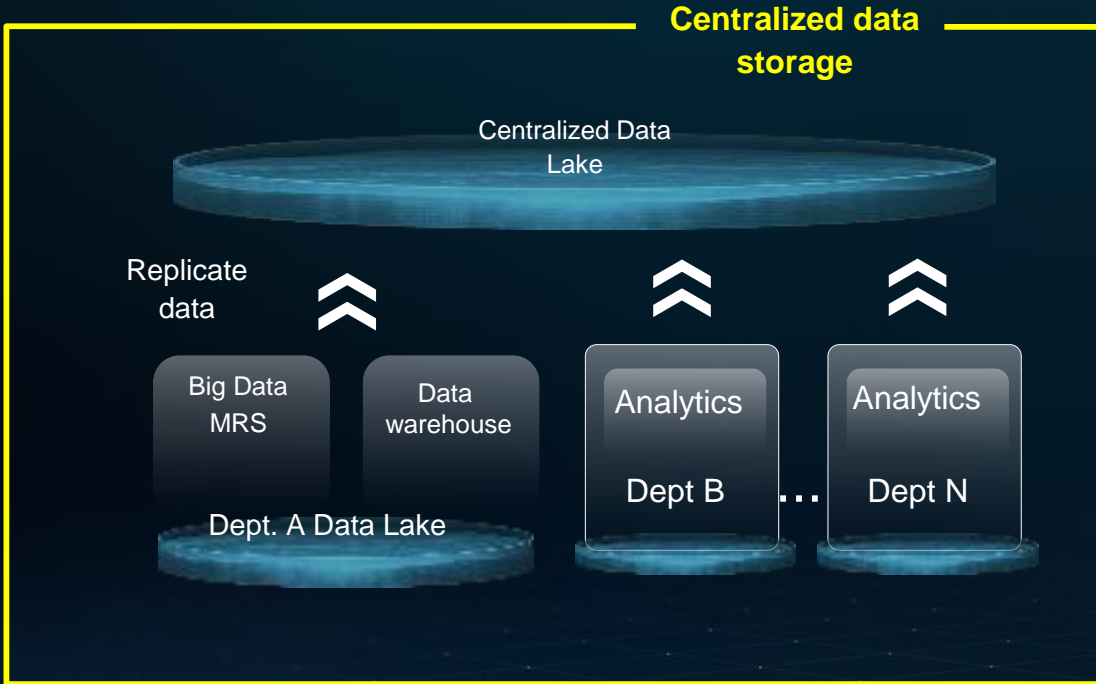 Centralized data
storage
Centralized Data
Lake
Replicate
data
Big Data
MRS
Data
warehouse
Analytics
Analytics
Dept B
...
Dept N
Dept. A Data Lake